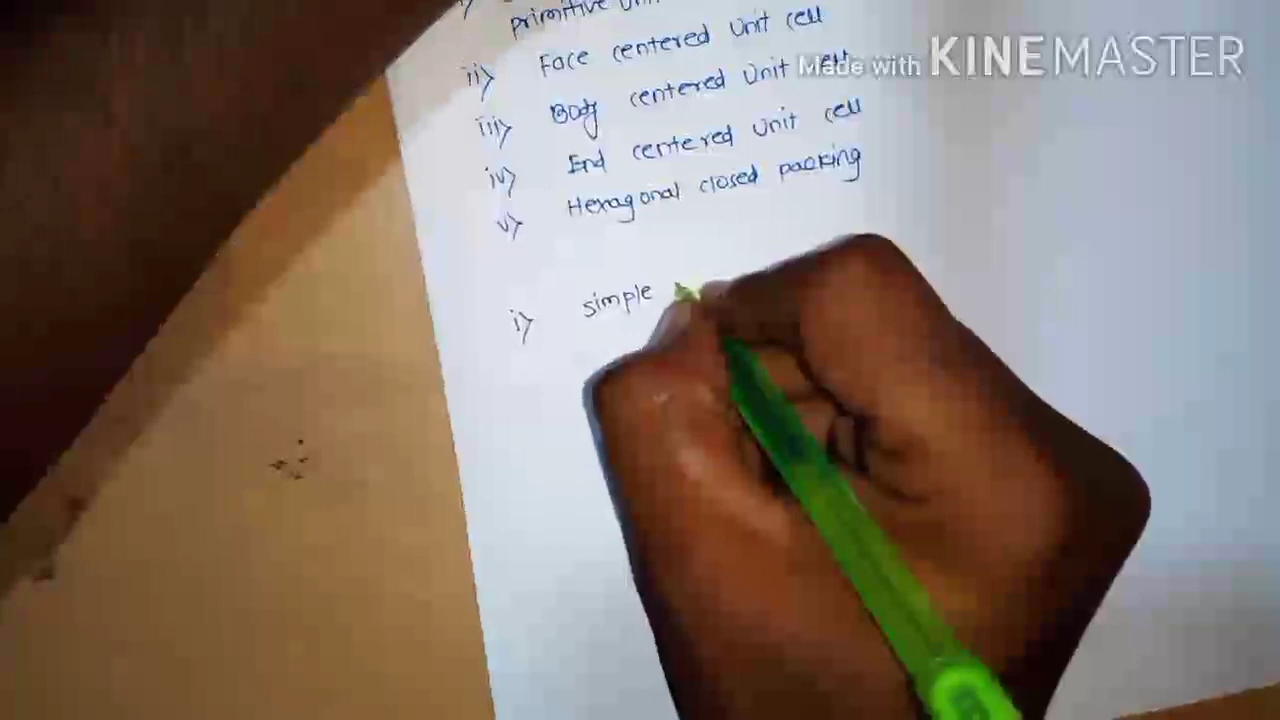 primitive
ii) Face centered unit cell
iii) Body centered unit
iv) End centered unit cell
v) Hexagonal closed packing
i) simple
Made with KINEMASTER